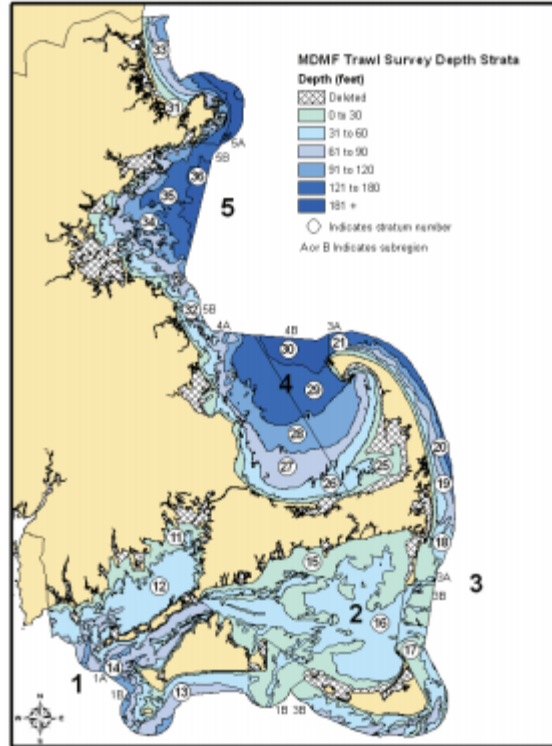 MDMF Trawl Survey Depth Strata
Depth (feet)
Deleted
0 to 30
31 to 60
61 to 90
91 to 120
121 to 180
181 +
Indicates stratum number
A or B Indicates subregion
33
31
5A
5B
36
35
5
34
32
5B
4A
4B
3A
30
21
4
29
28
27
26
25
20
19
18
11
12
15
3A
3B
3
2
16
17
14
1
1A
1B
13
1B
3B
N
W
E
S